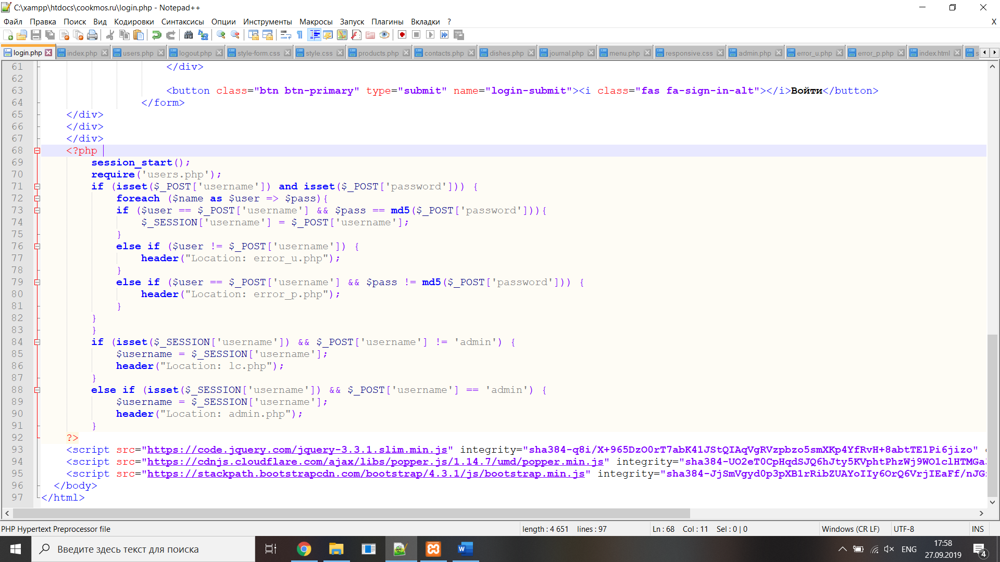 C:\xampp\htdocs\cookmos.ru\login.php - Notepad++
Файл Правка Поиск Вид Кодировки Синтаксисы Опции Инструменты Макросы Запуск Плагины Вкладки ? X
login.php index.php users.php logout.php style-form.css style.css products.php contacts.php dishes.php journal.php menu.php responsive.css admin.php error_u.php error_p.php index.html s
61 </div>
62
63 <button class="btn btn-primary" type="submit" name="login-submit"><i class="fas fa-sign-in-alt"></i>Войти</button>
64 </form>
65 </div>
66 </div>
67 </div>
68 <?php
69 session_start();
70 require('users.php');
71 if (isset($_POST['username']) and isset($_POST['password'])) {
72 foreach ($name as $user => $pass){
73 if ($user == $_POST['username'] && $pass == md5($_POST['password'])){
74 $_SESSION['username'] = $_POST['username'];
75 }
76 else if ($user != $_POST['username']) {
77 header("Location: error_u.php");
78 }
79 else if ($user == $_POST['username'] && $pass != md5($_POST['password'])) {
80 header("Location: error_p.php");
81 }
82 }
83 }
84 if (isset($_SESSION['username']) && $_POST['username'] != 'admin') {
85 $username = $_SESSION['username'];
86 header("Location: lc.php");
87 }
88 else if (isset($_SESSION['username']) && $_POST['username'] == 'admin') {
89 $username = $_SESSION['username'];
90 header("Location: admin.php");
91 }
92 ?>
93 <script src="https://code.jquery.com/jquery-3.3.1.slim.min.js" integrity="sha384-q8i/X+965DzO0rT7abK41JStQIAqVgRVzpbzo5smXKp4YfRvH+8abtTE1Pi6jizo"
94 <script src="https://cdnjs.cloudflare.com/ajax/libs/popper.js/1.14.7/umd/popper.min.js" integrity="sha384-UO2eT0CpHqdSJQ6hJty5KVphtPhzWj9WO1clHTMGa
95 <script src="https://stackpath.bootstrapcdn.com/bootstrap/4.3.1/js/bootstrap.min.js" integrity="sha384-JjSmVgyd0p3pXB1rRibZUAYoIIy6OrQ6VrjIEaFf/nJG
96 </body>
97 </html>
PHP Hypertext Preprocessor file length : 4 651 lines : 97 Ln : 68 Col : 11 Sel : 0 | 0 Windows (CR LF) UTF-8 INS
Введите здесь текст для поиска ENG 17:58
27.09.2019 4